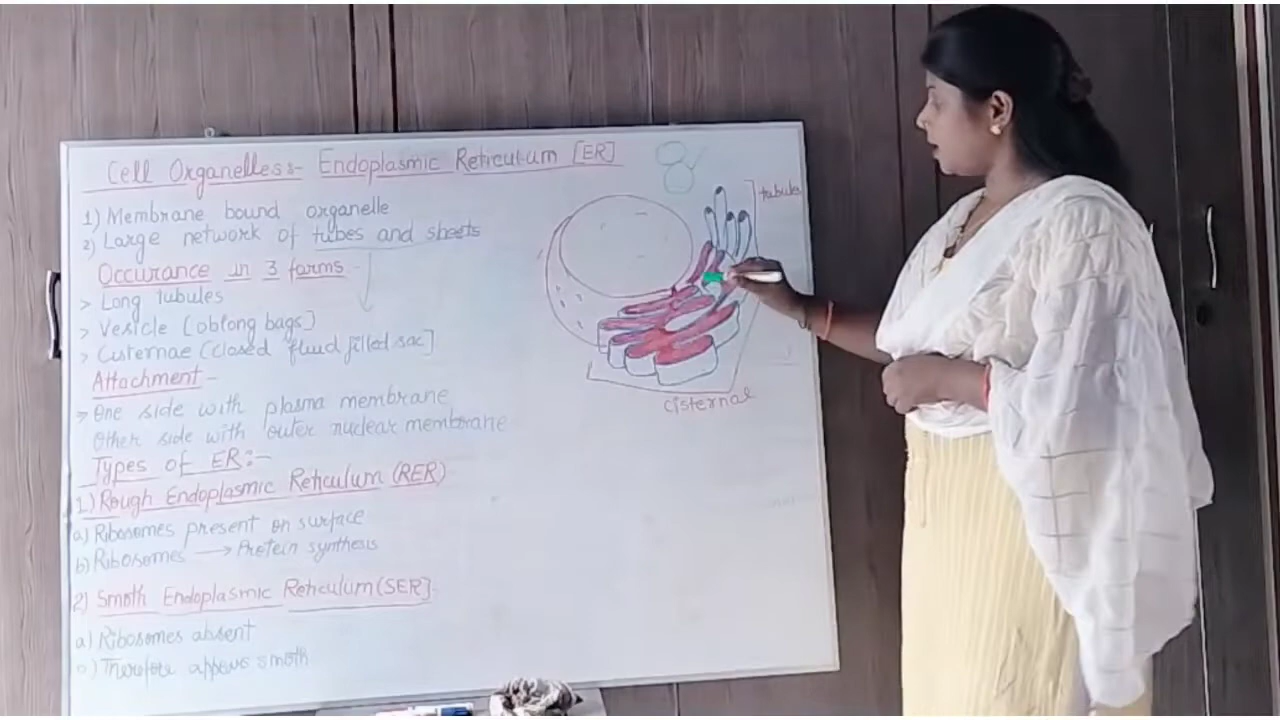 Cell Organelles:- Endoplasmic Reticulum [ER]
1) Membrane bound organelle
2) Large network of tubes and sheets
Occurance in 3 forms -
> Long tubules
> Vesicle [oblong bags]
> Cisternae (closed fluid filled sac]
Attachment -
> One side with plasma membrane
Other side with outer nuclear membrane
Types of ER:-
1) Rough Endoplasmic Reticulum (RER)
a) Ribosomes present on surface
b) Ribosomes → Protein synthesis
2) Smoth Endoplasmic Reticulum (SER]
a) Ribosomes absent
b) Therefore appears smoth
tubules
cisternal